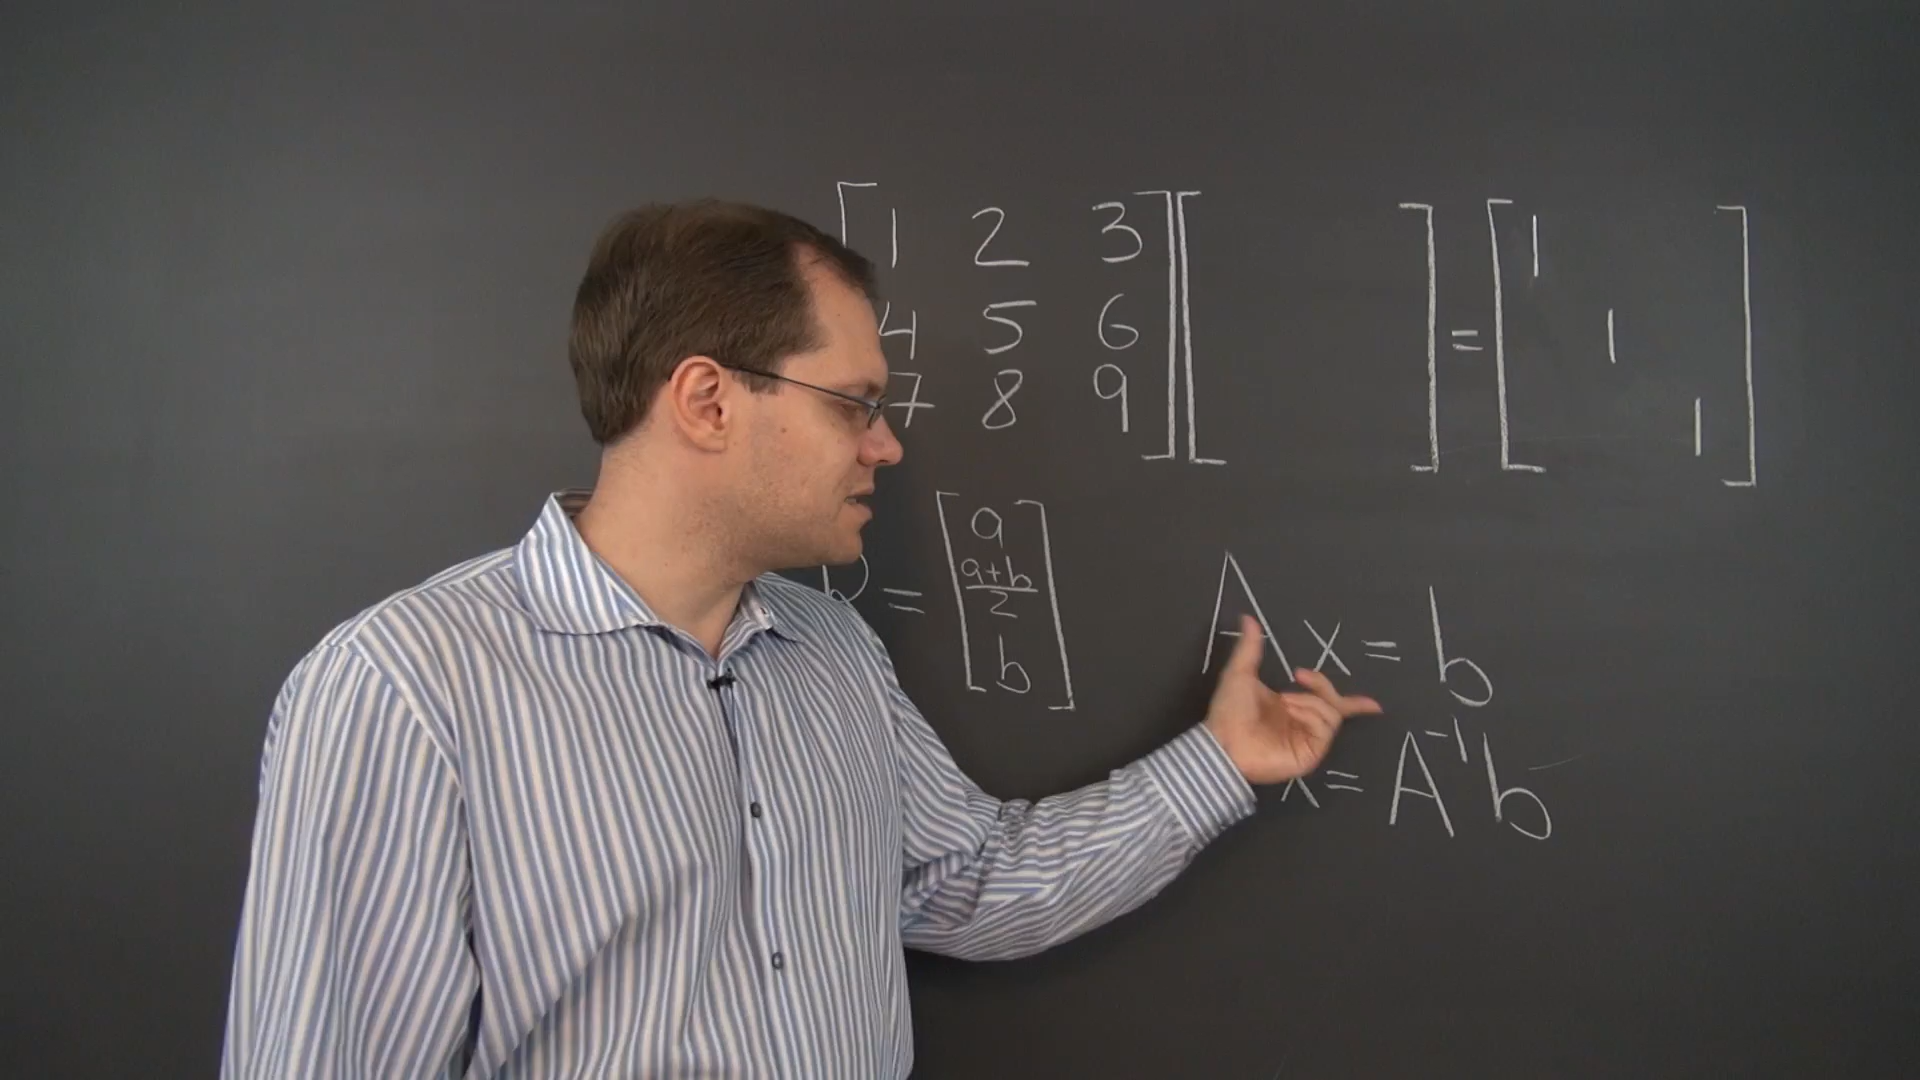 1 2 3
4 5 6
7 8 9
=
1
1
1
b =
a
a+b
2
b
Ax = b
x = A⁻¹b